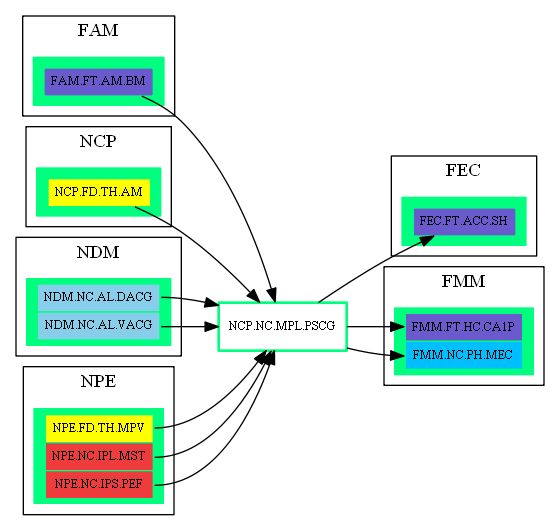 FAM
FAM.FT.AM.BM
NCP
NCP.FD.TH.AM
NDM
NDM.NC.AL.DACG
NDM.NC.AL.VACG
NPE
NPE.FD.TH.MPV
NPE.NC.IPL.MST
NPE.NC.IPS.PEF
NCP.NC.MPL.PSCG
FEC
FEC.FT.ACC.SH
FMM
FMM.FT.HC.CA1P
FMM.NC.PH.MEC